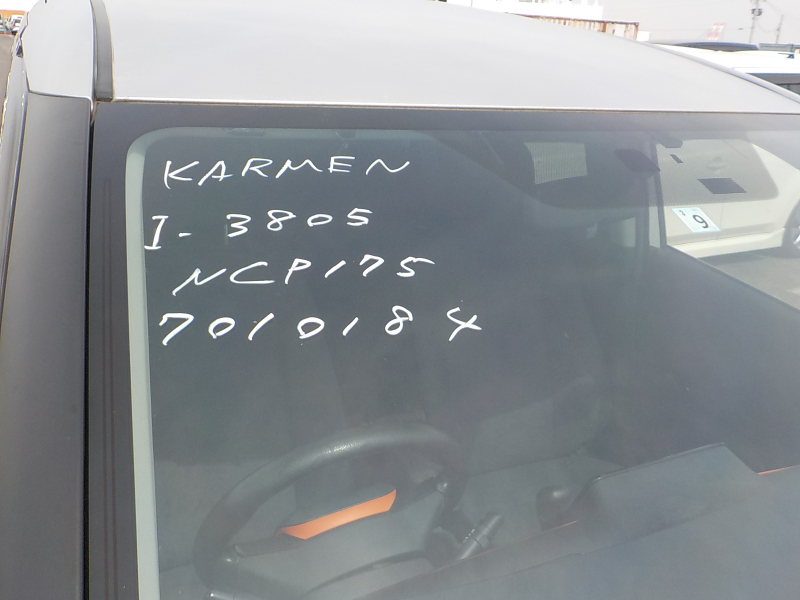 KARMEN
I-3805
NCP175
7010184
9